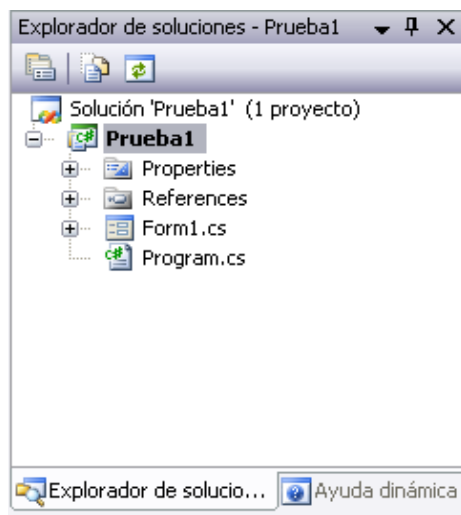 Explorador de soluciones - Prueba1
Solución 'Prueba1' (1 proyecto)
Prueba1
Properties
References
Form1.cs
Program.cs
Explorador de solucio... Ayuda dinámica